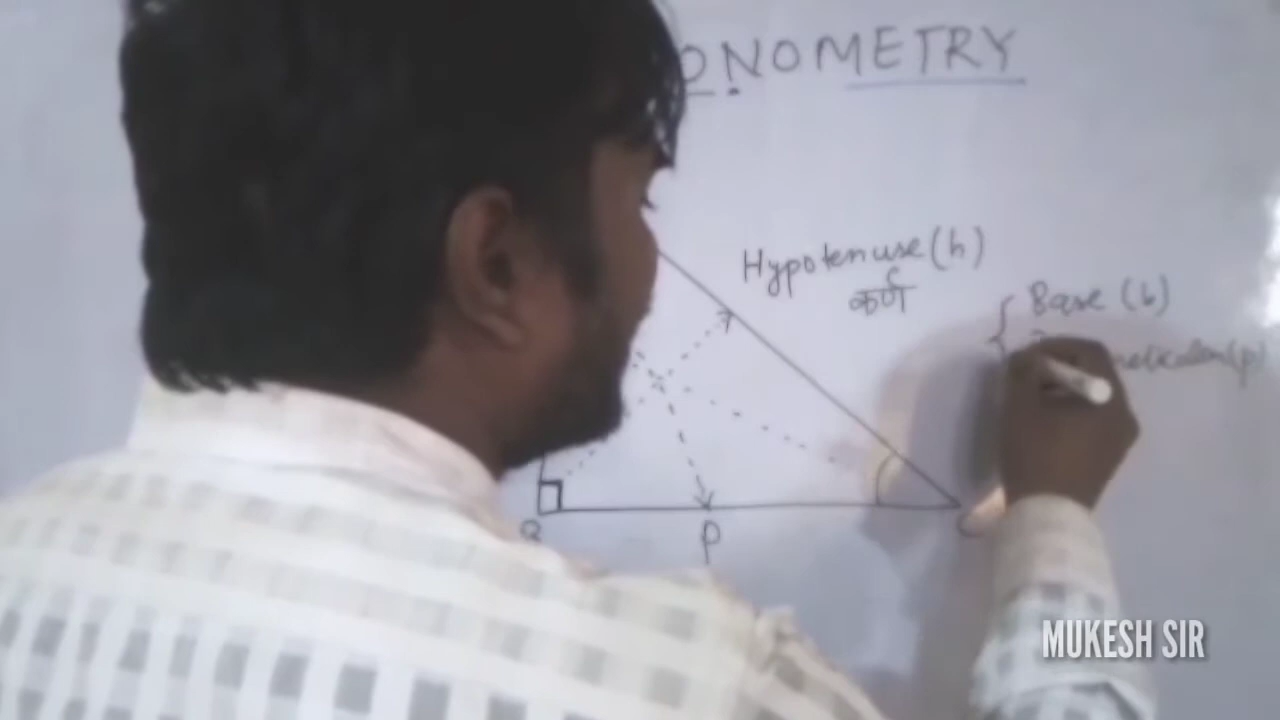 ONOMETRY
Hypotenuse (h)
कर्ण
Base (b)
P
MUKESH SIR